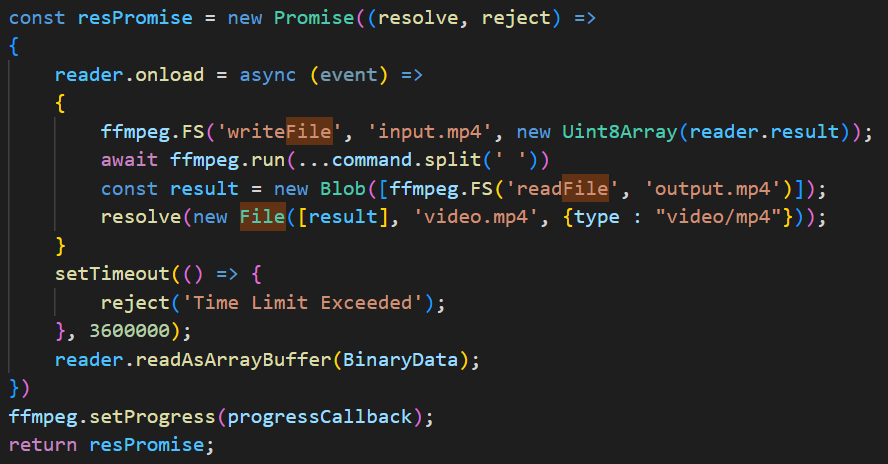 const resPromise = new Promise((resolve, reject) =>
{
    reader.onload = async (event) =>
    {
        ffmpeg.FS('writeFile', 'input.mp4', new Uint8Array(reader.result));
        await ffmpeg.run(...command.split(' '))
        const result = new Blob([ffmpeg.FS('readFile', 'output.mp4')]);
        resolve(new File([result], 'video.mp4', {type : "video/mp4"}));
    }
    setTimeout(() => {
        reject('Time Limit Exceeded');
    }, 3600000);
    reader.readAsArrayBuffer(BinaryData);
})
ffmpeg.setProgress(progressCallback);
return resPromise;